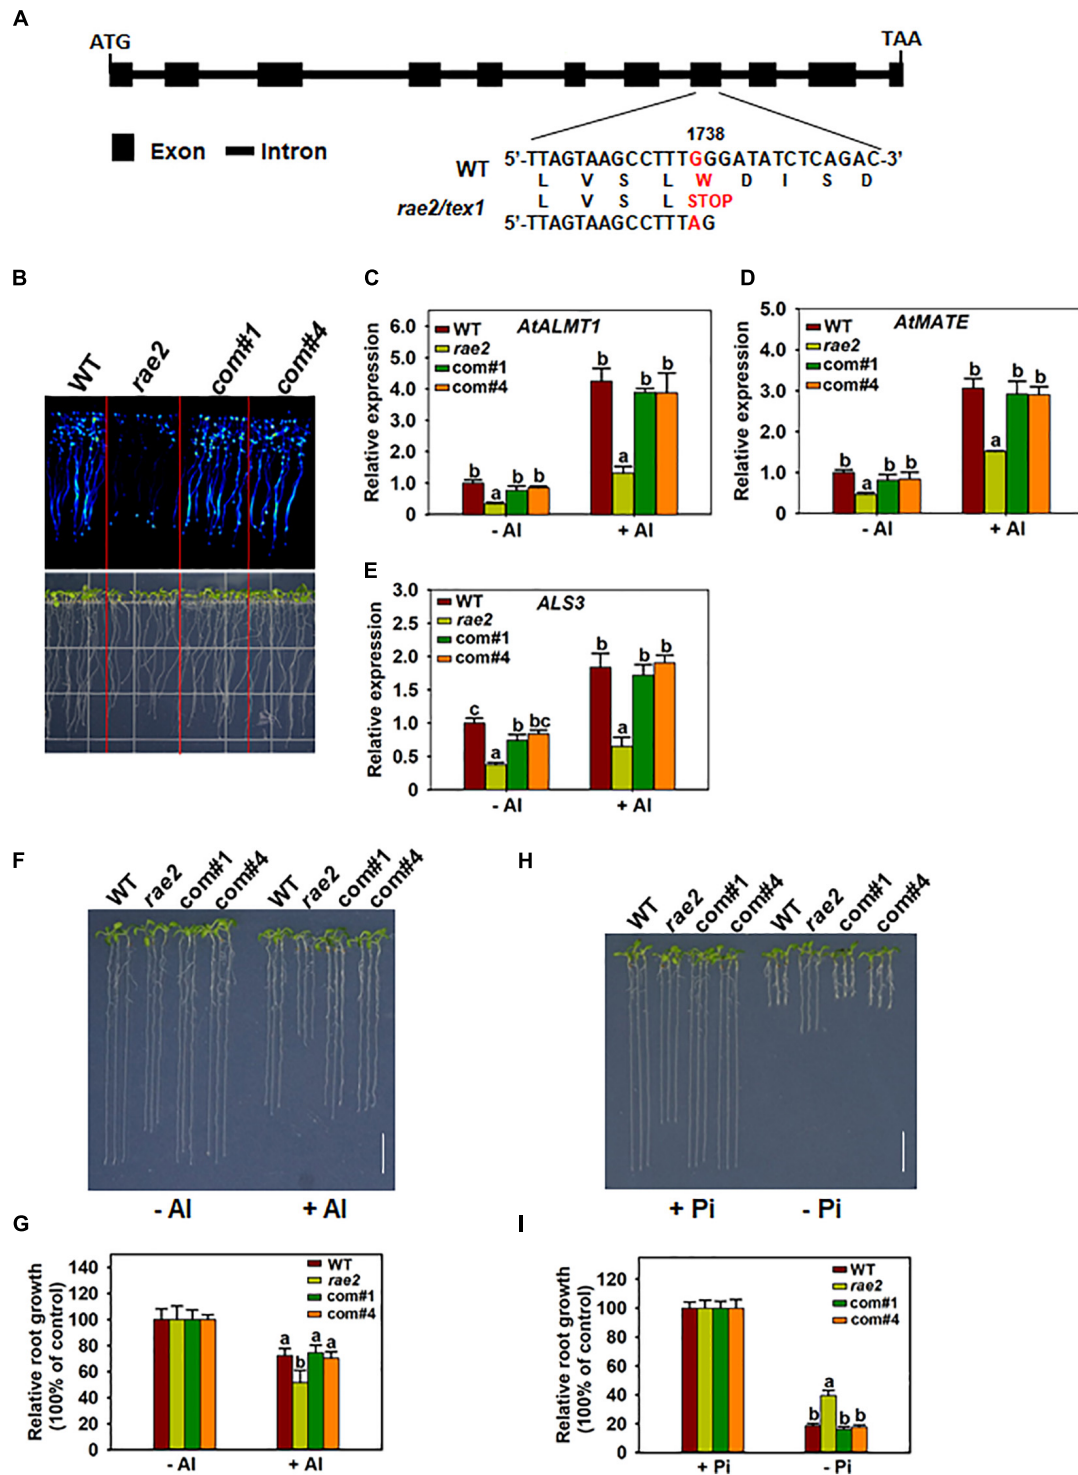 A
ATG
TAA
Exon
Intron
1738
WT 5'-TTAGTAAGCCTTTGGGATATCTCAGAC-3'
L V S L W D I S D
rae2/tex1 L V S L STOP
5'-TTAGTAAGCCTTTAG
B
WT rae2 com#1 com#4
C
AtALMT1
Relative expression
6.0
5.0
4.0
3.0
2.0
1.0
0
WT
rae2
com#1
com#4
b a b b
b a b b
- Al + Al
D
AtMATE
Relative expression
5.0
4.0
3.0
2.0
1.0
0
WT
rae2
com#1
com#4
b a b b
b a b b
- Al + Al
E
ALS3
Relative expression
3.0
2.5
2.0
1.5
1.0
0.5
0
WT
rae2
com#1
com#4
c a b bc
b a b b
- Al + Al
F
WT rae2 com#1 com#4 WT rae2 com#1 com#4
- Al + Al
H
WT rae2 com#1 com#4 WT rae2 com#1 com#4
+ Pi - Pi
G
Relative root growth
(100% of control)
140
120
100
80
60
40
20
0
WT
rae2
com#1
com#4
a b a a
- Al + Al
I
Relative root growth
(100% of control)
120
100
80
60
40
20
0
WT
rae2
com#1
com#4
b a b b
+ Pi - Pi